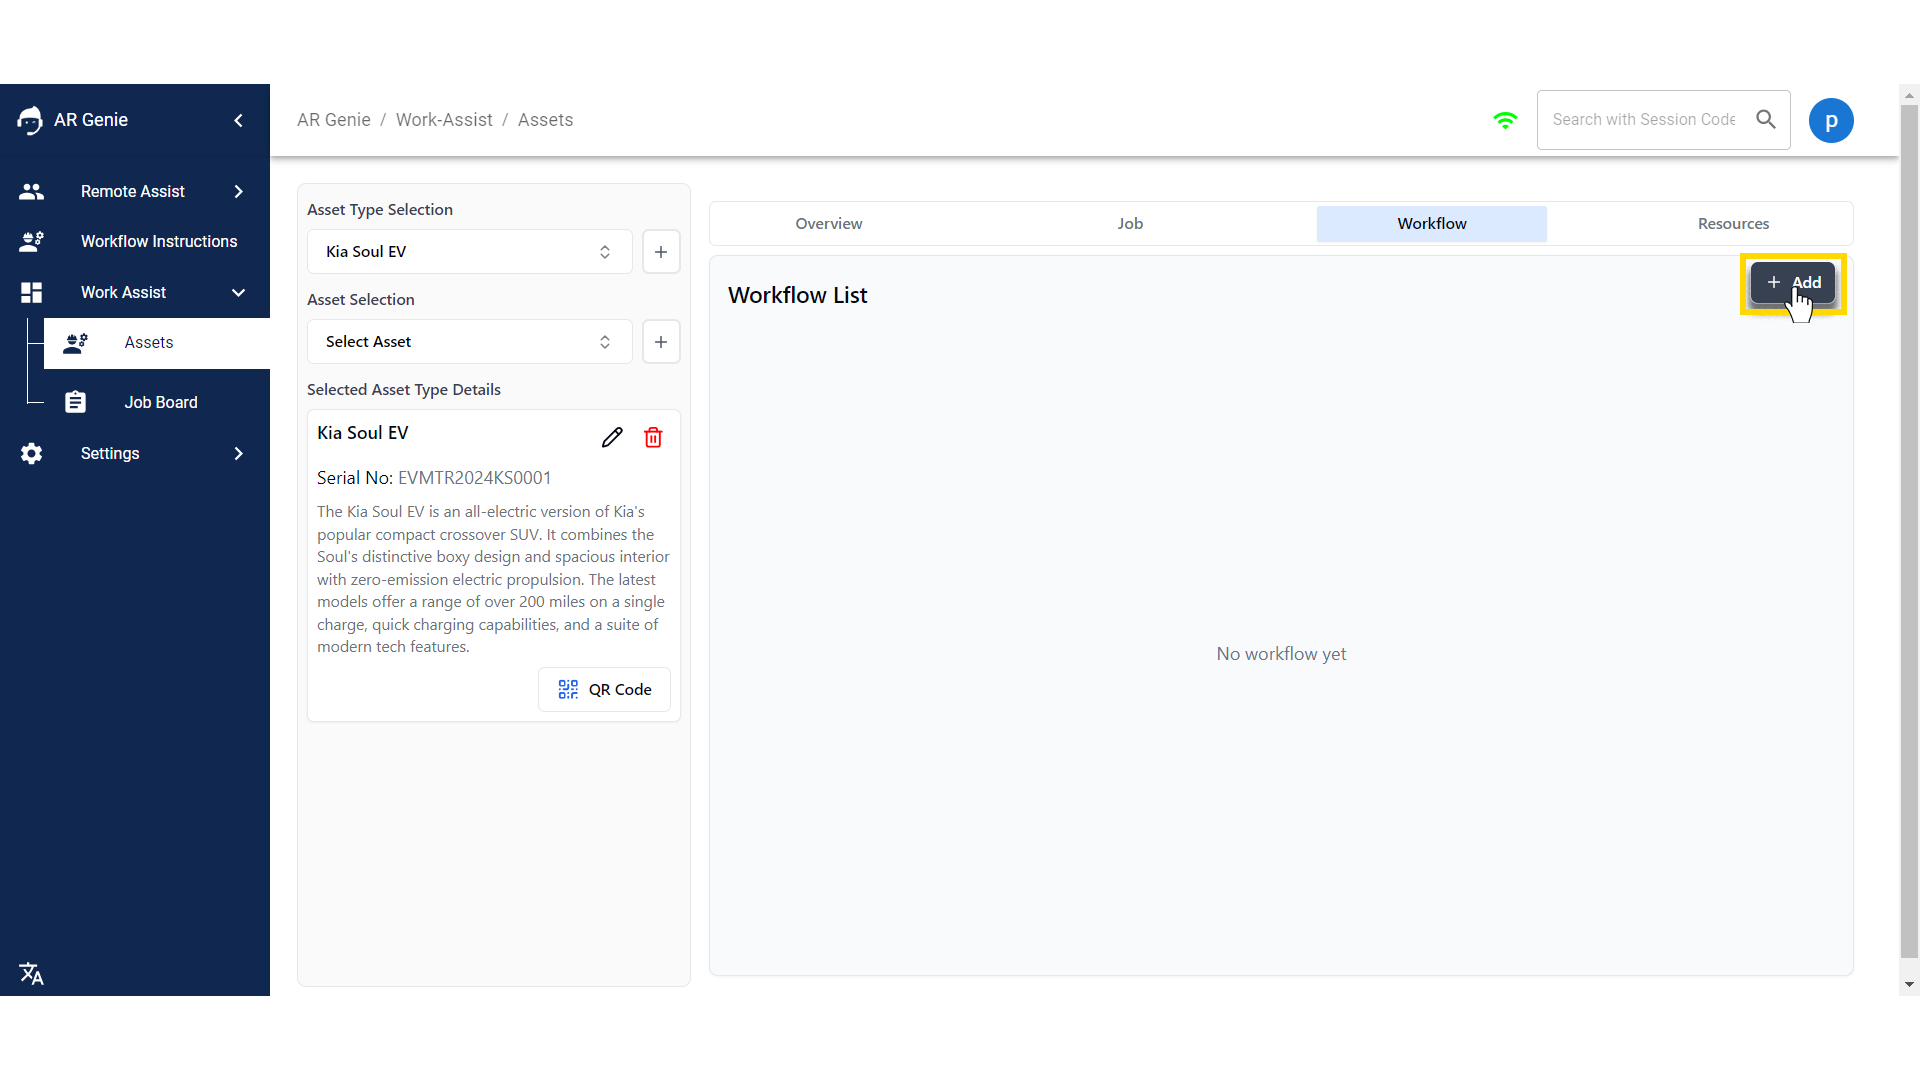 AR Genie
Remote Assist
Workflow Instructions
Work Assist
Assets
Job Board
Settings
AR Genie / Work-Assist / Assets
Search with Session Code
p
Asset Type Selection
Kia Soul EV
Asset Selection
Select Asset
Selected Asset Type Details
Kia Soul EV
Serial No: EVMTR2024KS0001
The Kia Soul EV is an all-electric version of Kia's
popular compact crossover SUV. It combines the
Soul's distinctive boxy design and spacious interior
with zero-emission electric propulsion. The latest
models offer a range of over 200 miles on a single
charge, quick charging capabilities, and a suite of
modern tech features.
QR Code
Overview
Job
Workflow
Resources
Workflow List
+ Add
No workflow yet